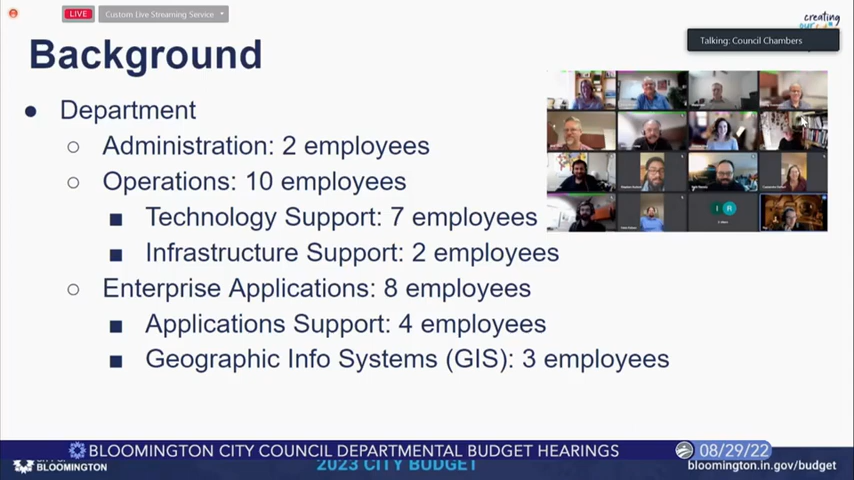 LIVE
Custom Live Streaming Service
creating
Talking: Council Chambers
Background
● Department
○ Administration: 2 employees
○ Operations: 10 employees
■ Technology Support: 7 employees
■ Infrastructure Support: 2 employees
○ Enterprise Applications: 8 employees
■ Applications Support: 4 employees
■ Geographic Info Systems (GIS): 3 employees
I R
BLOOMINGTON CITY COUNCIL DEPARTMENTAL BUDGET HEARINGS
08/29/22
BLOOMINGTON
2023 CITY BUDGET
bloomington.in.gov/budget